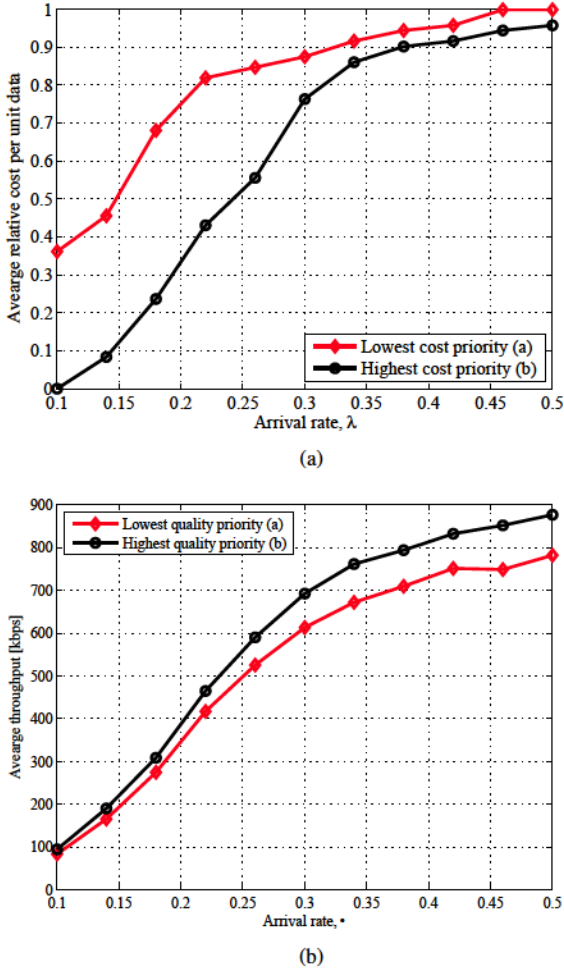 Avearge relative cost per unit data
1
0.9
0.8
0.7
0.6
0.5
0.4
0.3
0.2
0.1
0
Lowest cost priority (a)
Highest cost priority (b)
0.1 0.15 0.2 0.25 0.3 0.35 0.4 0.45 0.5
Arrival rate, λ
(a)
Avearge throughput [kbps]
900
800
700
600
500
400
300
200
100
0
Lowest quality priority (a)
Highest quality priority (b)
0.1 0.15 0.2 0.25 0.3 0.35 0.4 0.45 0.5
Arrival rate, •
(b)